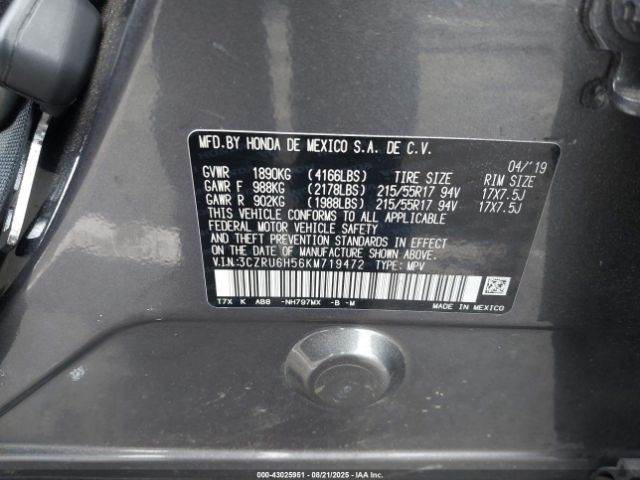 MFD.BY HONDA DE MEXICO S.A. DE C.V.
04/'19
GVWR 1890KG (4166LBS) TIRE SIZE RIM SIZE
GAWR F 988KG (2178LBS) 215/55R17 94V 17X7.5J
GAWR R 902KG (1988LBS) 215/55R17 94V 17X7.5J
THIS VEHICLE CONFORMS TO ALL APPLICABLE
FEDERAL MOTOR VEHICLE SAFETY
AND THEFT PREVENTION STANDARDS IN EFFECT
ON THE DATE OF MANUFACTURE SHOWN ABOVE.
V.I.N:3CZRU6H56KM719472 TYPE: MPV
T7X K AB8 -NH797MX -B -M MADE IN MEXICO
000-43025951 - 08/21/2025 - IAAI.COM